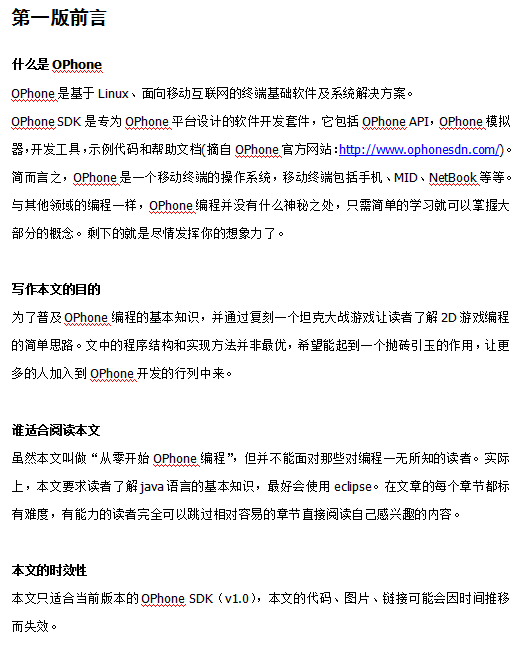 第一版前言
什么是 OPhone
OPhone 是基于 Linux、面向移动互联网的终端基础软件及系统解决方案。
OPhone SDK 是专为 OPhone 平台设计的软件开发套件，它包括 OPhone API，OPhone 模拟
器，开发工具，示例代码和帮助文档(摘自 OPhone 官方网站：http://www.ophonesdn.com/)。
简而言之，OPhone 是一个移动终端的操作系统，移动终端包括手机、MID、NetBook 等等。
与其他领域的编程一样，OPhone 编程并没有什么神秘之处，只需简单的学习就可以掌握大
部分的概念。剩下的就是尽情发挥你的想象力了。
写作本文的目的
为了普及 OPhone 编程的基本知识，并通过复刻一个坦克大战游戏让读者了解 2D 游戏编程
的简单思路。文中的程序结构和实现方法并非最优，希望能起到一个抛砖引玉的作用，让更
多的人加入到 OPhone 开发的行列中来。
谁适合阅读本文
虽然本文叫做“从零开始 OPhone 编程”，但并不能面对那些对编程一无所知的读者。实际
上，本文要求读者了解 java 语言的基本知识，最好会使用 eclipse。在文章的每个章节都标
有难度，有能力的读者完全可以跳过相对容易的章节直接阅读自己感兴趣的内容。
本文的时效性
本文只适合当前版本的 OPhone SDK（v1.0），本文的代码、图片、链接可能会因时间推移
而失效。